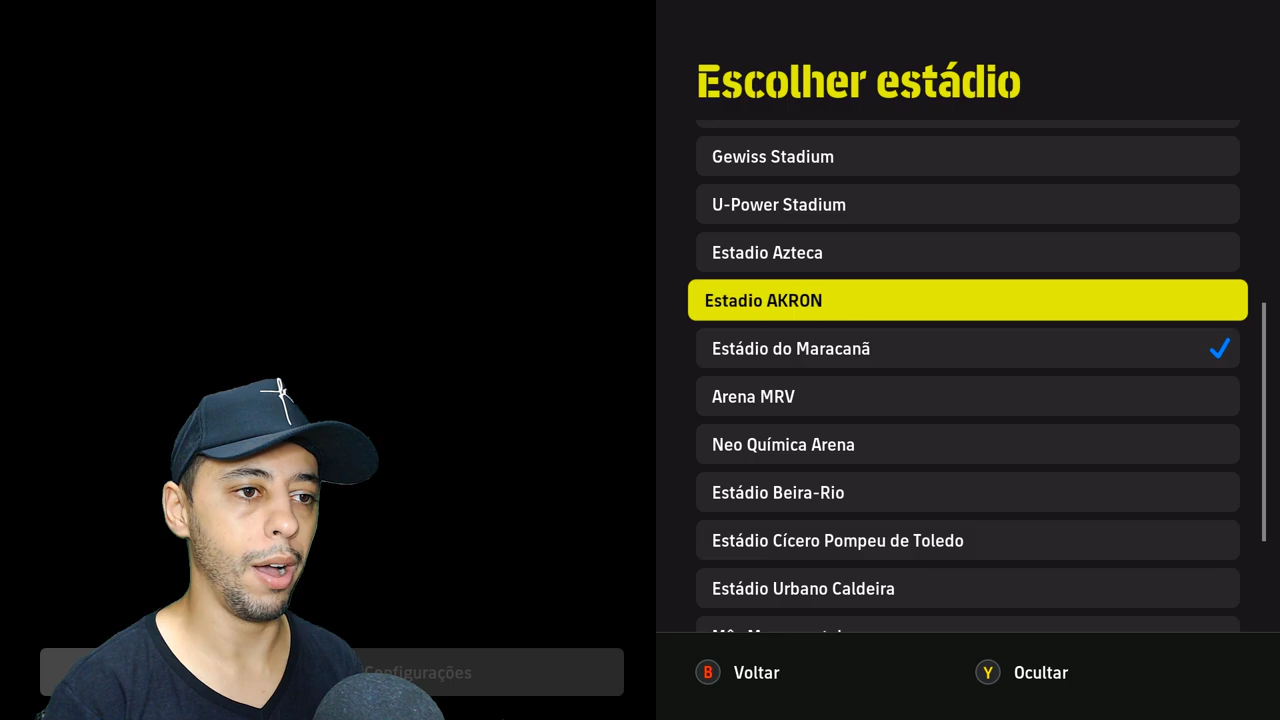 Escolher estádio
Gewiss Stadium
U-Power Stadium
Estadio Azteca
Estadio AKRON
Estádio do Maracanã
Arena MRV
Neo Química Arena
Estádio Beira-Rio
Estádio Cícero Pompeu de Toledo
Estádio Urbano Caldeira
Configurações
B Voltar
Y Ocultar